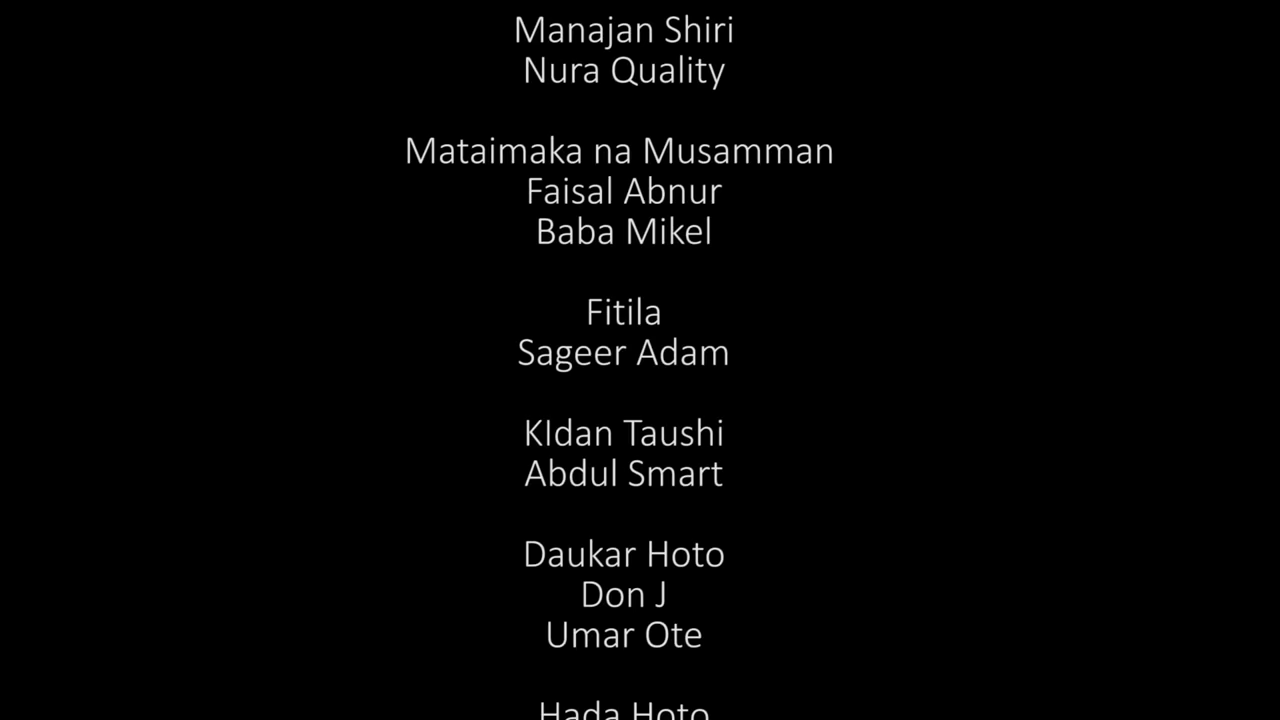 Manajan Shiri
Nura Quality
Mataimaka na Musamman
Faisal Abnur
Baba Mikel
Fitila
Sageer Adam
KIdan Taushi
Abdul Smart
Daukar Hoto
Don J
Umar Ote
Hada Hoto